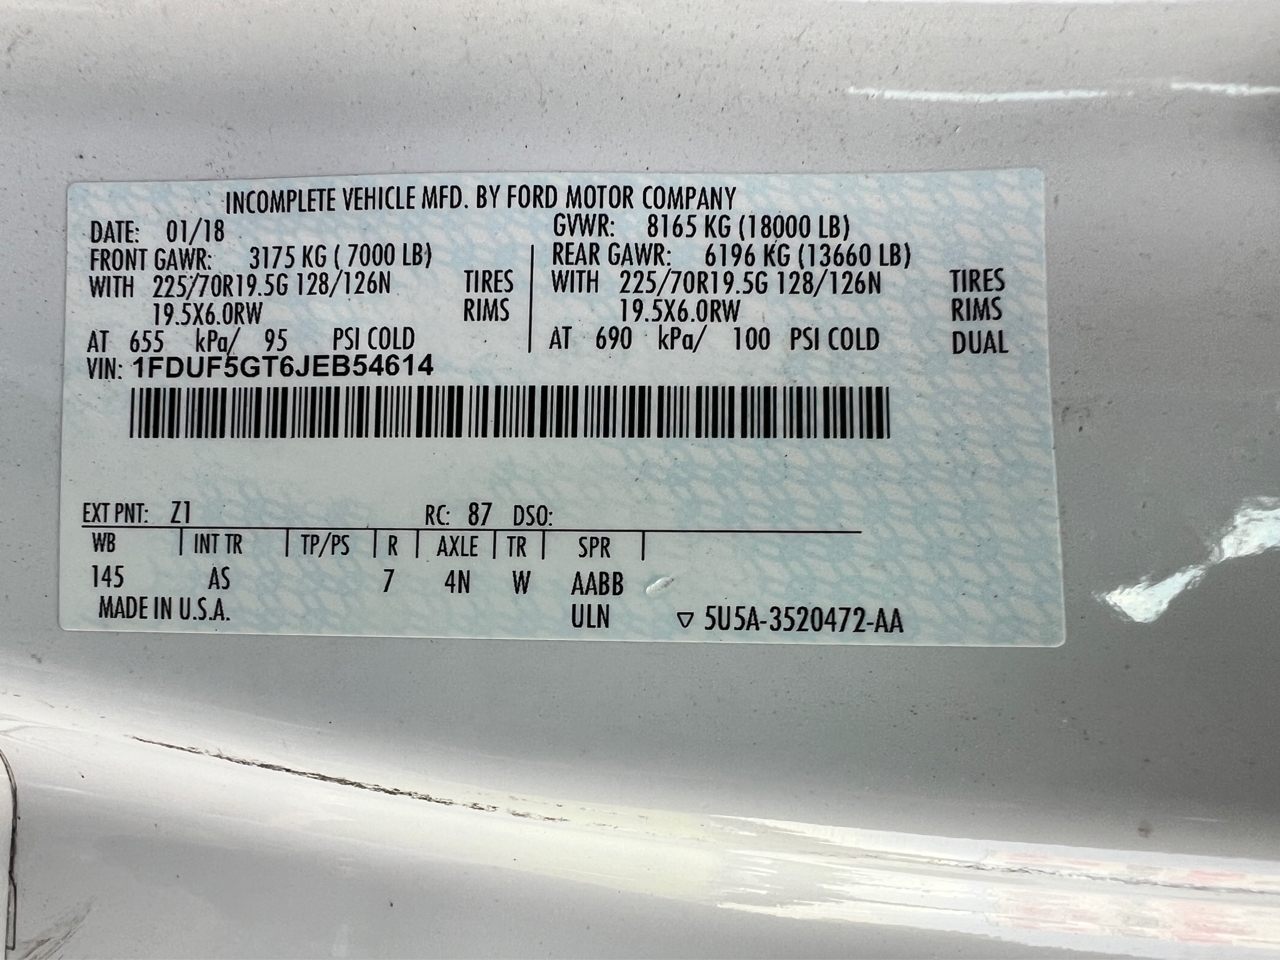 INCOMPLETE VEHICLE MFD. BY FORD MOTOR COMPANY
DATE: 01/18 GVWR: 8165 KG (18000 LB)
FRONT GAWR: 3175 KG ( 7000 LB) REAR GAWR: 6196 KG (13660 LB)
WITH 225/70R19.5G 128/126N TIRES WITH 225/70R19.5G 128/126N TIRES
19.5X6.0RW RIMS 19.5X6.0RW RIMS
AT 655 kPa/ 95 PSI COLD AT 690 kPa/ 100 PSI COLD DUAL
VIN: 1FDUF5GT6JEB54614
EXT PNT: Z1 RC: 87 DSO:
WB INT TR TP/PS R AXLE TR SPR
145 AS 7 4N W AABB
MADE IN U.S.A. ULN ▽ 5U5A-3520472-AA